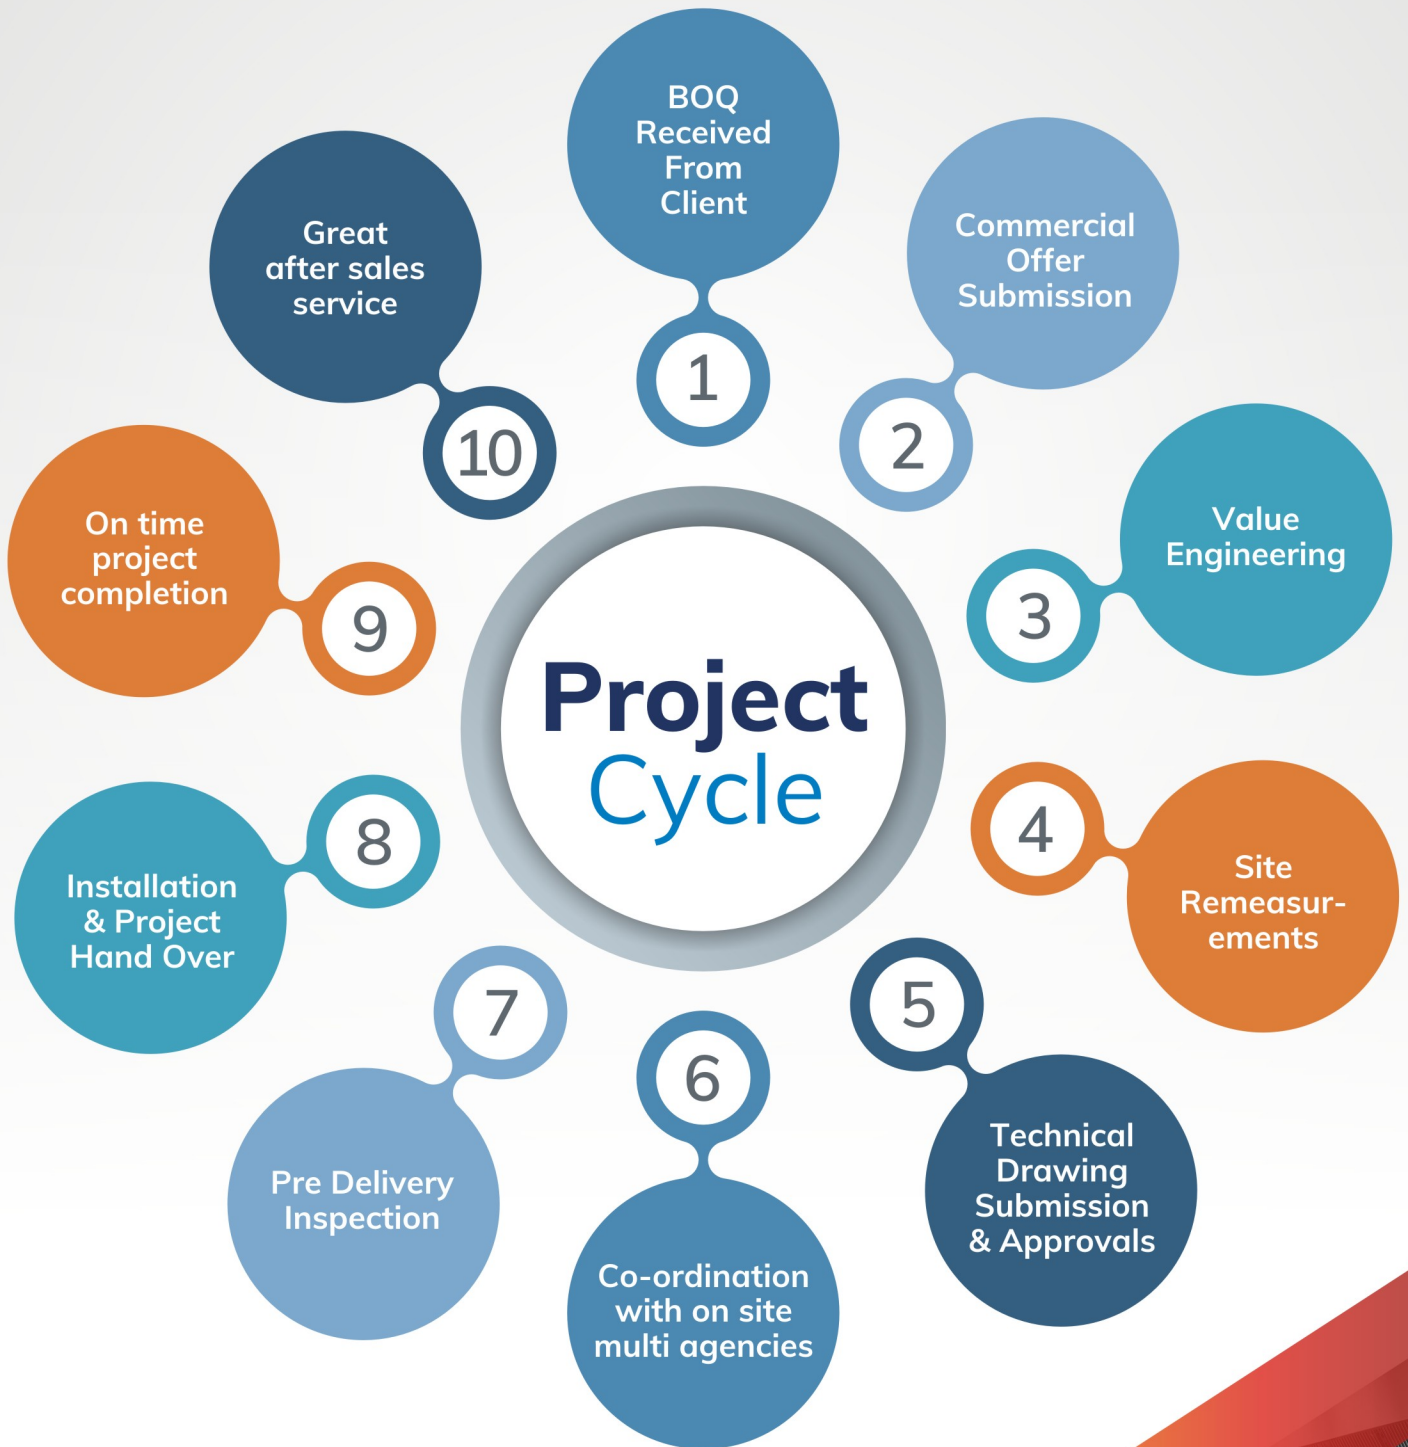 Project
Cycle
1
BOQ
Received
From
Client
2
Commercial
Offer
Submission
3
Value
Engineering
4
Site
Remeasur-
ements
5
Technical
Drawing
Submission
& Approvals
6
Co-ordination
with on site
multi agencies
7
Pre Delivery
Inspection
8
Installation
& Project
Hand Over
9
On time
project
completion
10
Great
after sales
service